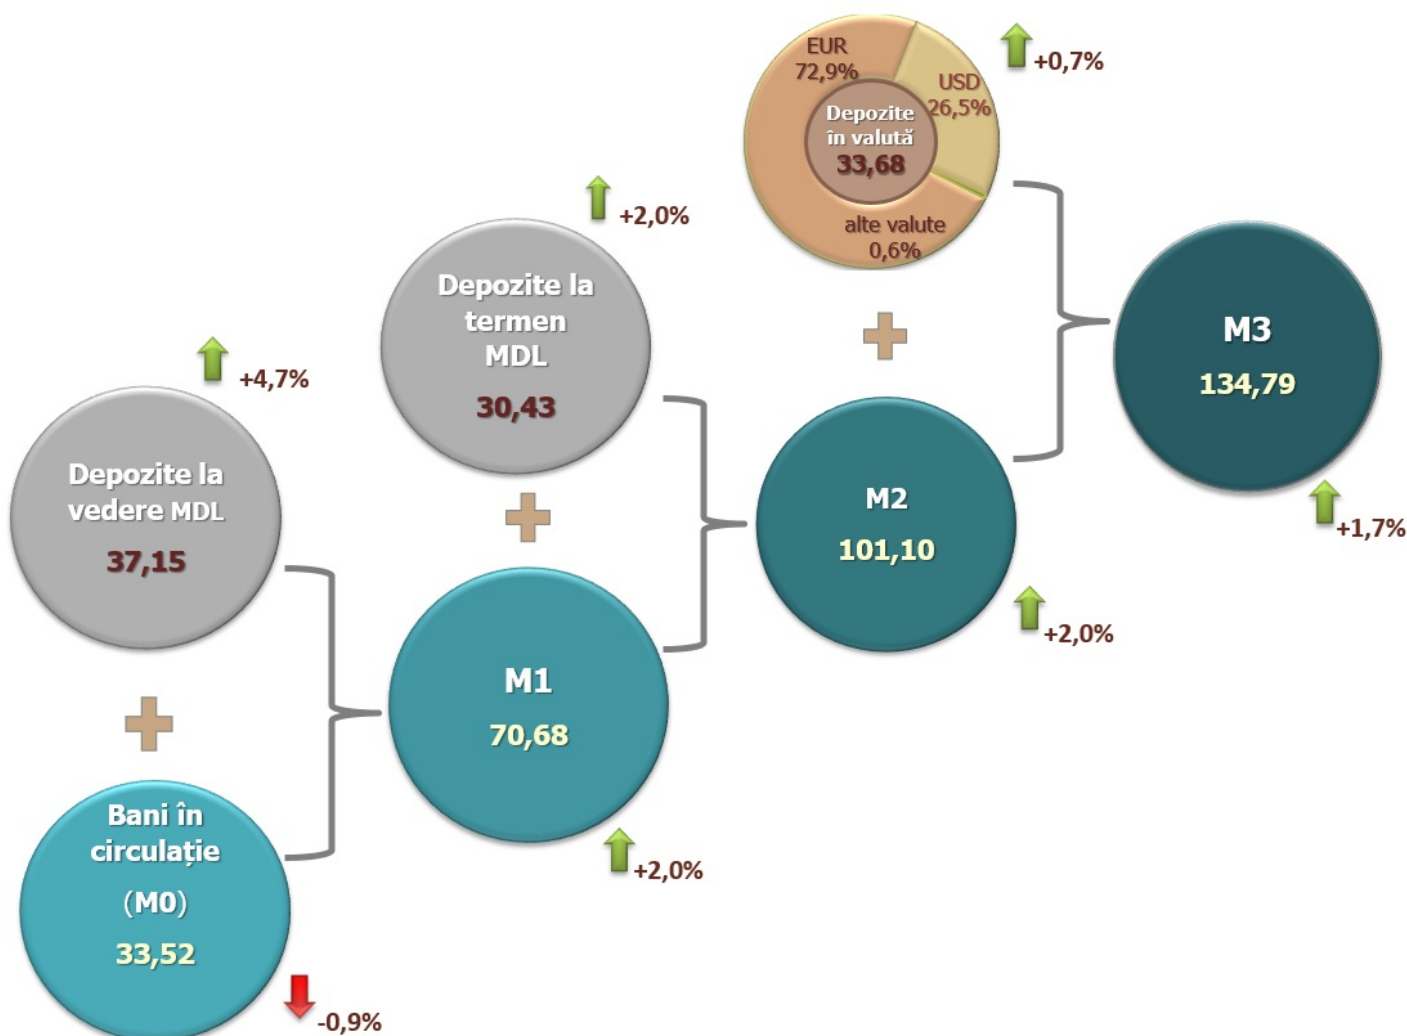 +4,7%
Depozite la
vedere MDL
37,15
Bani în
circulație
(M0)
33,52
-0,9%
+2,0%
Depozite la
termen
MDL
30,43
M1
70,68
+2,0%
EUR
72,9%
USD
26,5%
Depozite
în valută
33,68
alte valute
0,6%
+0,7%
M2
101,10
+2,0%
M3
134,79
+1,7%